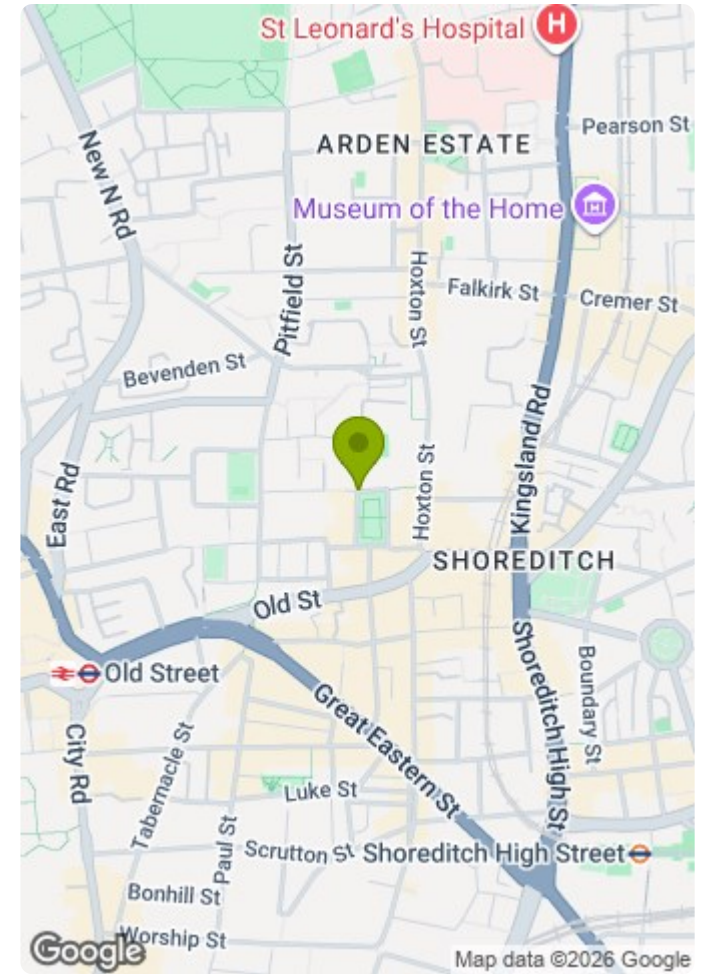 St Leonard's Hospital
H
Pearson St
ARDEN ESTATE
New N Rd
Museum of the Home
Pitfield St
Hoxton St
Falkirk St
Cremer St
Bevenden St
Kingsland Rd
East Rd
Hoxton St
SHOREDITCH
Old St
Old Street
Shoreditch High St
Boundary St
Great Eastern St
City Rd
Tabernacle St
Luke St
Paul St
Scrutton St
Shoreditch High Street
Bonhill St
Worship St
Google
Map data ©2026 Google